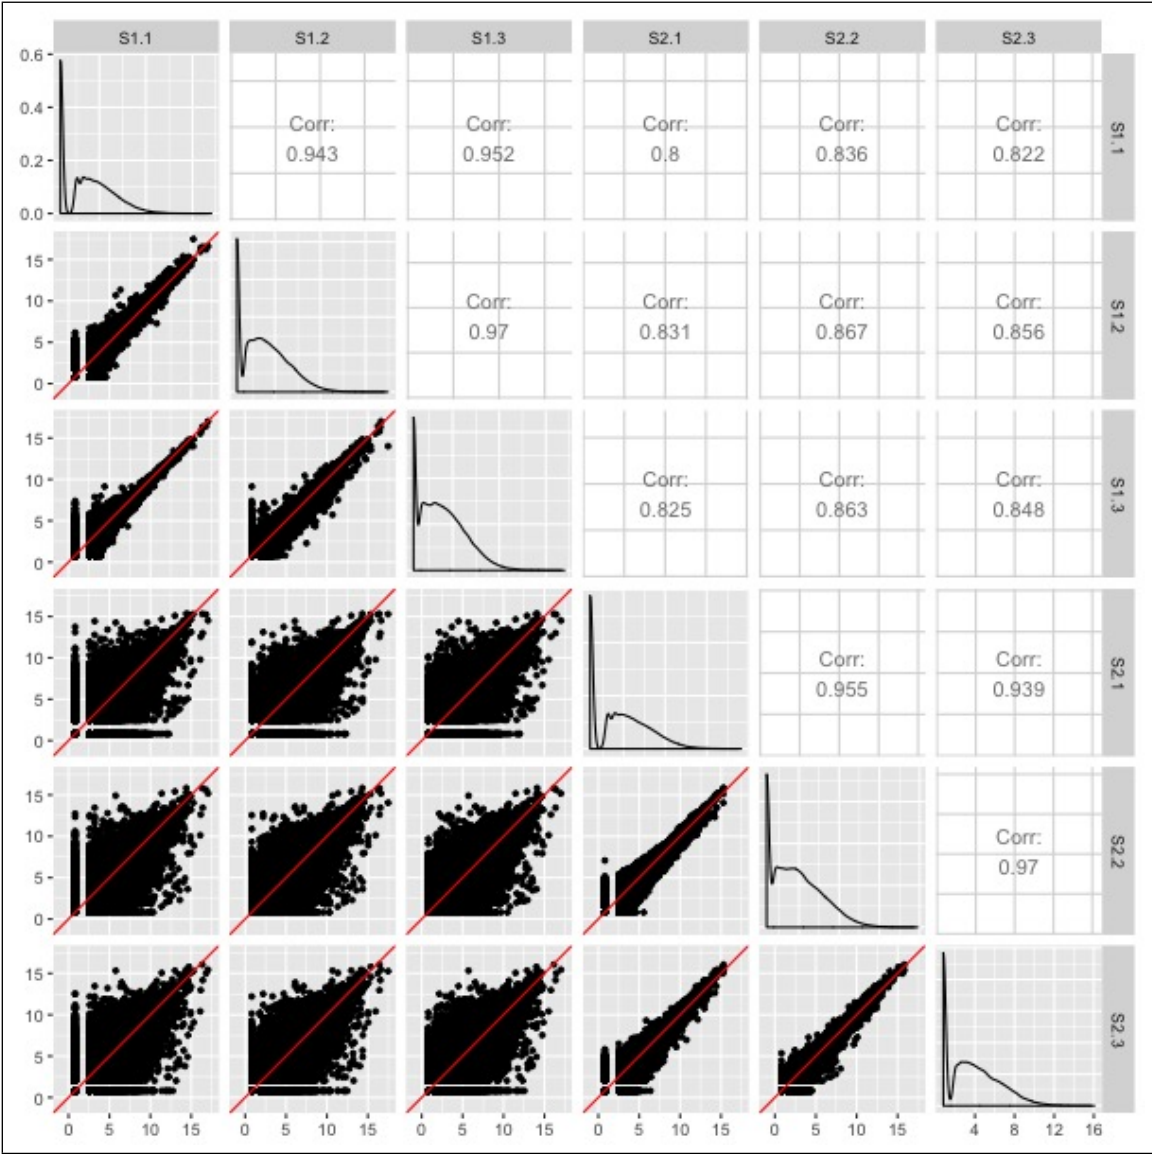 S1.1 S1.2 S1.3 S2.1 S2.2 S2.3
0.6
0.4
0.2
0.0
Corr:
0.943
Corr:
0.952
Corr:
0.8
Corr:
0.836
Corr:
0.822
S1.1
15
10
5
0
Corr:
0.97
Corr:
0.831
Corr:
0.867
Corr:
0.856
S1.2
15
10
5
0
Corr:
0.825
Corr:
0.863
Corr:
0.848
S1.3
15
10
5
0
Corr:
0.955
Corr:
0.939
S2.1
15
10
5
0
Corr:
0.97
S2.2
15
10
5
0
S2.3
0 5 10 15 0 5 10 15 0 5 10 15 0 5 10 15 0 5 10 15 4 8 12 16